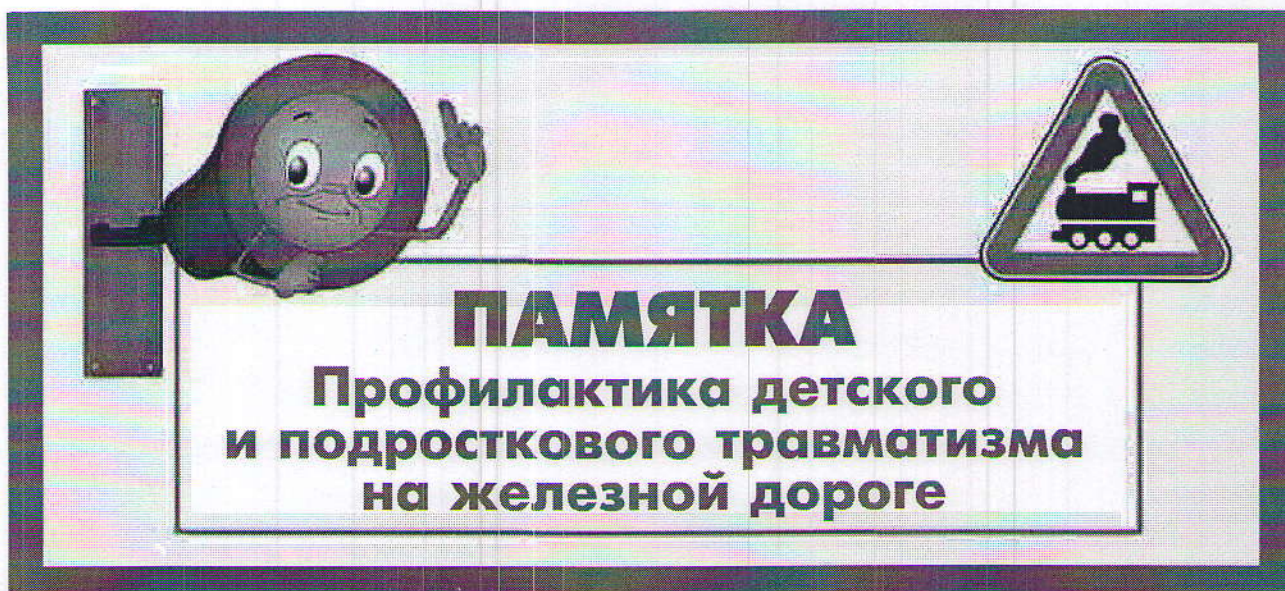 ПАМЯТКА
Профилактика детского
и подросткового травматизма
на железной дороге